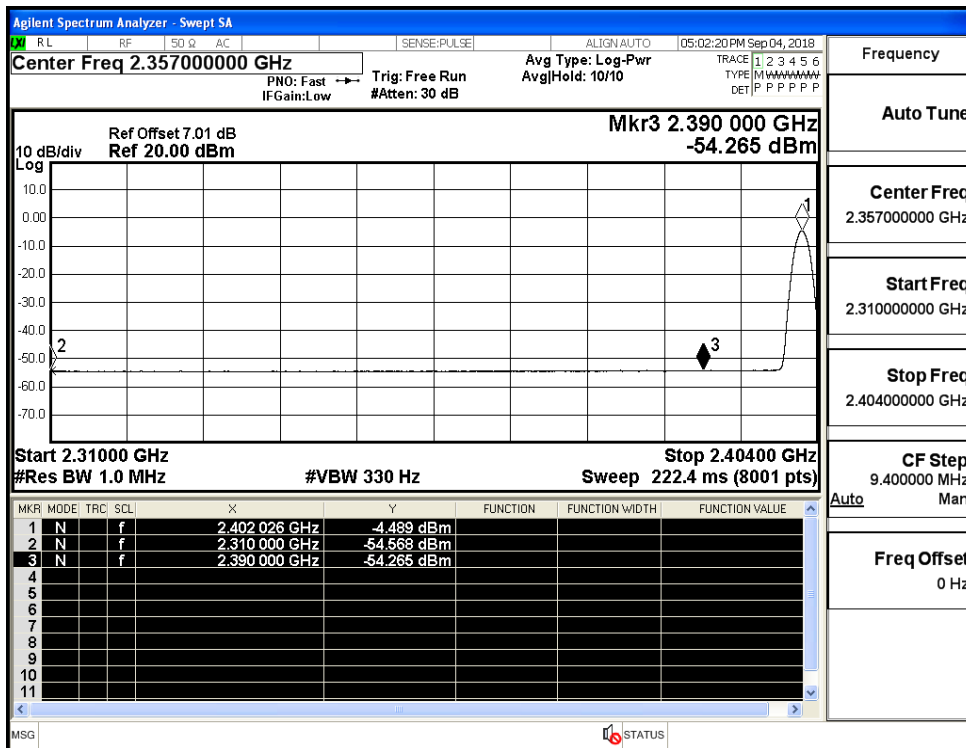 Agilent Spectrum Analyzer - Swept SA
LXI RL RF 50 Ω AC SENSE:PULSE ALIGN AUTO 05:02:20 PM Sep 04, 2018
Center Freq 2.357000000 GHz
PNO: Fast
IFGain:Low
Trig: Free Run
#Atten: 30 dB
Avg Type: Log-Pwr
Avg|Hold: 10/10
TRACE 1 2 3 4 5 6
TYPE M WWWWW
DET P P P P P P
Ref Offset 7.01 dB
10 dB/div Ref 20.00 dBm
Log
Mkr3 2.390 000 GHz
-54.265 dBm
10.0
0.00
-10.0
-20.0
-30.0
-40.0
-50.0
-60.0
-70.0
1
2
3
Start 2.31000 GHz Stop 2.40400 GHz
#Res BW 1.0 MHz #VBW 330 Hz Sweep 222.4 ms (8001 pts)
MKR MODE TRC SCL X Y FUNCTION FUNCTION WIDTH FUNCTION VALUE
1 N f 2.402 026 GHz -4.489 dBm
2 N f 2.310 000 GHz -54.568 dBm
3 N f 2.390 000 GHz -54.265 dBm
4
5
6
7
8
9
10
11
MSG STATUS
Frequency
Auto Tune
Center Freq
2.357000000 GHz
Start Freq
2.310000000 GHz
Stop Freq
2.404000000 GHz
CF Step
9.400000 MHz
Auto Man
Freq Offset
0 Hz